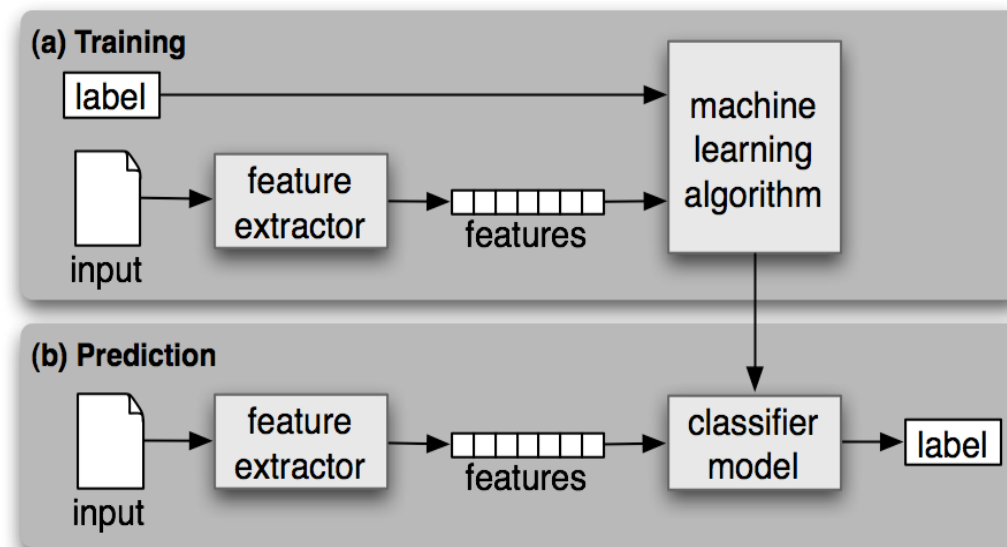 (a) Training
label
machine
learning
algorithm
feature
extractor
features
input
(b) Prediction
feature
extractor
features
classifier
model
label
input